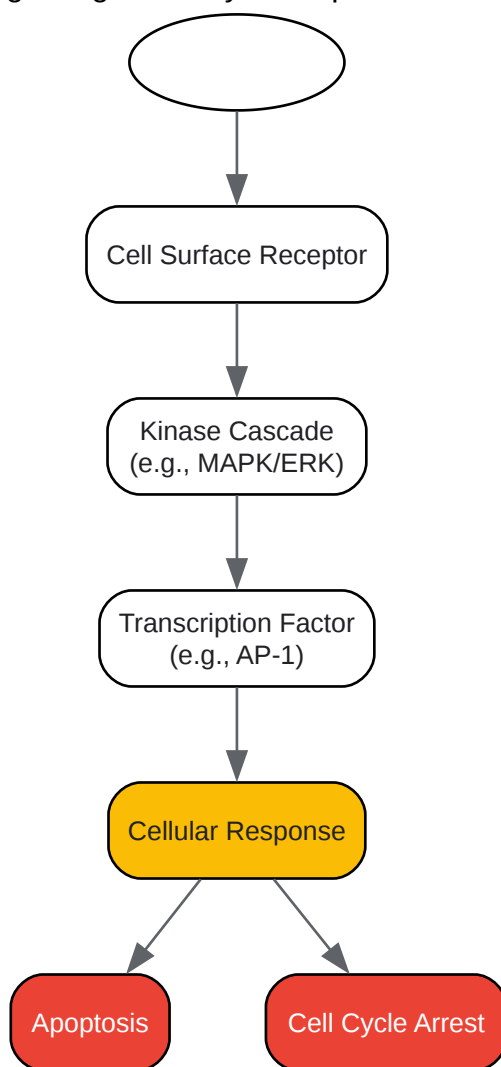 Cell Surface Receptor
Kinase Cascade
(e.g., MAPK/ERK)
Transcription Factor
(e.g., AP-1)
Cellular Response
Apoptosis
Cell Cycle Arrest